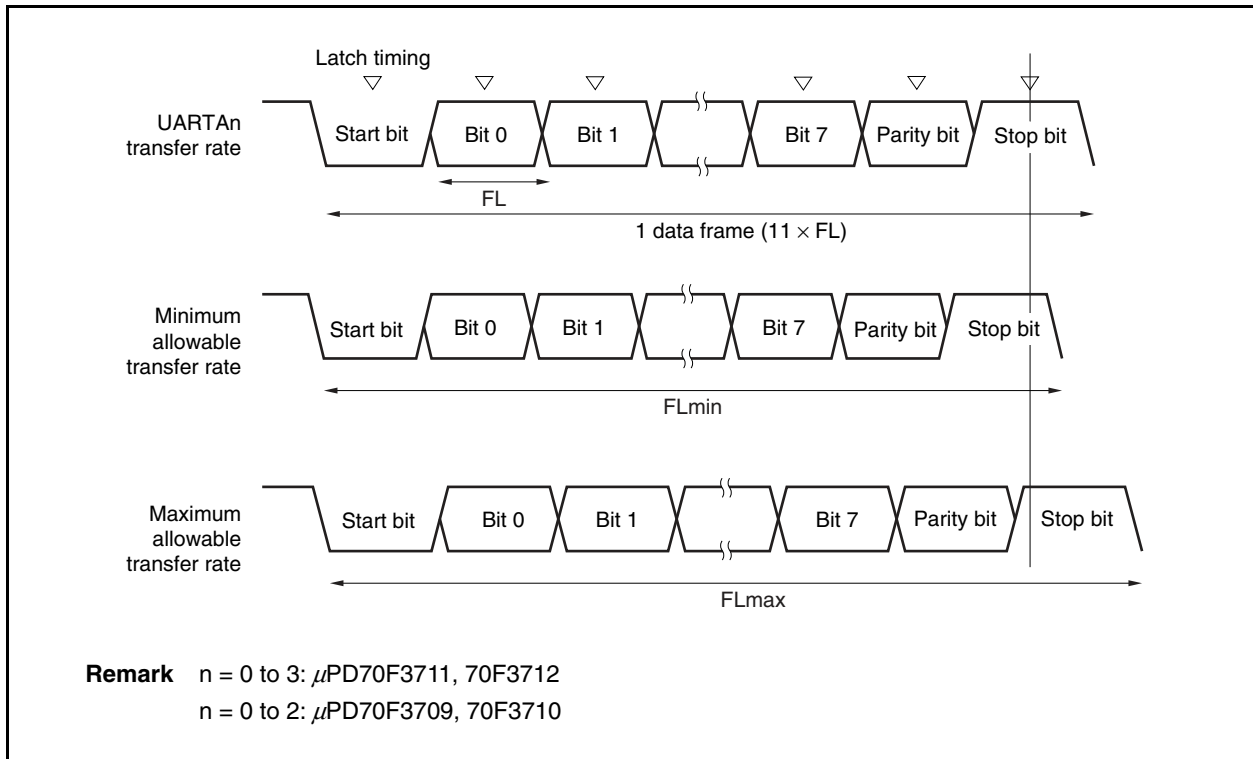 Latch timing
UARTAn
transfer rate
Start bit
Bit 0
Bit 1
Bit 7
Parity bit
Stop bit
FL
1 data frame (11 × FL)
Minimum
allowable
transfer rate
Start bit
Bit 0
Bit 1
Bit 7
Parity bit
Stop bit
FLmin
Maximum
allowable
transfer rate
Start bit
Bit 0
Bit 1
Bit 7
Parity bit
Stop bit
FLmax
Remark n = 0 to 3: μPD70F3711, 70F3712
n = 0 to 2: μPD70F3709, 70F3710